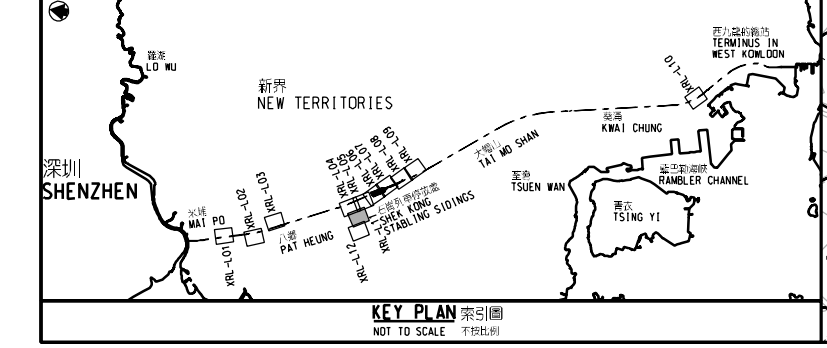 西九龍的總站
TERMINUS IN
WEST KOWLOON
羅湖
LO WU
新界
NEW TERRITORIES
XRL-L10
葵涌
KWAI CHUNG
大帽山
TAI MO SHAN
深圳
SHENZHEN
荃灣
TSUEN WAN
藍巴勒海峽
RAMBLER CHANNEL
青衣
TSING YI
米埔
MAI PO
XRL-L01
XRL-L02
XRL-L03
八鄉
PAT HEUNG
XRL-L04
XRL-L05
XRL-L07
XRL-L08
XRL-L09
石崗列車停放處
SHEK KONG
STABLING SIDINGS
XRL-L12
KEY PLAN 索引圖
NOT TO SCALE 不按比例